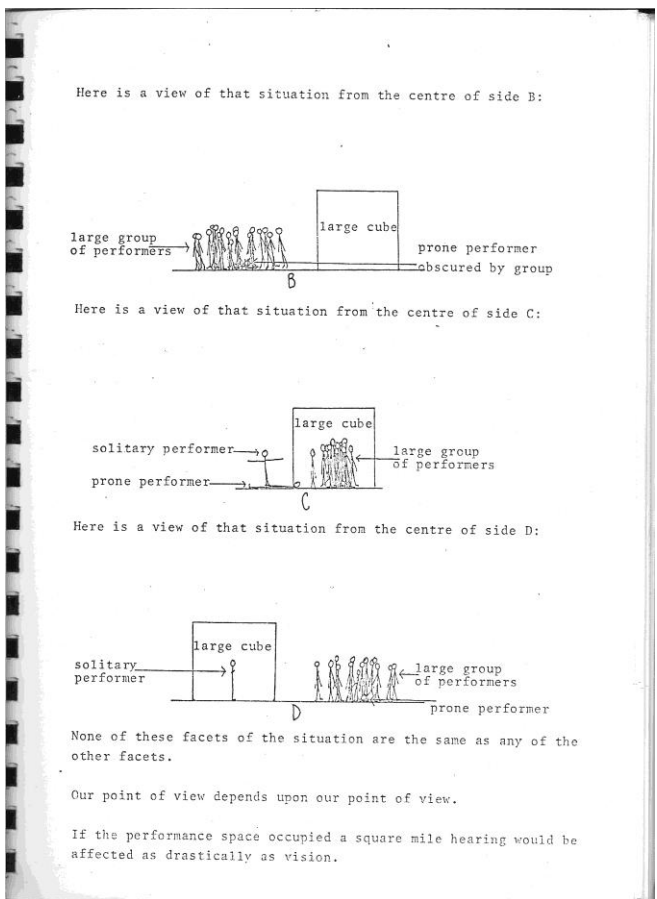 Here is a view of that situation from the centre of side B:
large cube
large group
of performers
prone performer
obscured by group
B
Here is a view of that situation from the centre of side C:
large cube
solitary performer
large group
of performers
prone performer
C
Here is a view of that situation from the centre of side D:
large cube
solitary
performer
large group
of performers
prone performer
D
None of these facets of the situation are the same as any of the
other facets.
Our point of view depends upon our point of view.
If the performance space occupied a square mile hearing would be
affected as drastically as vision.